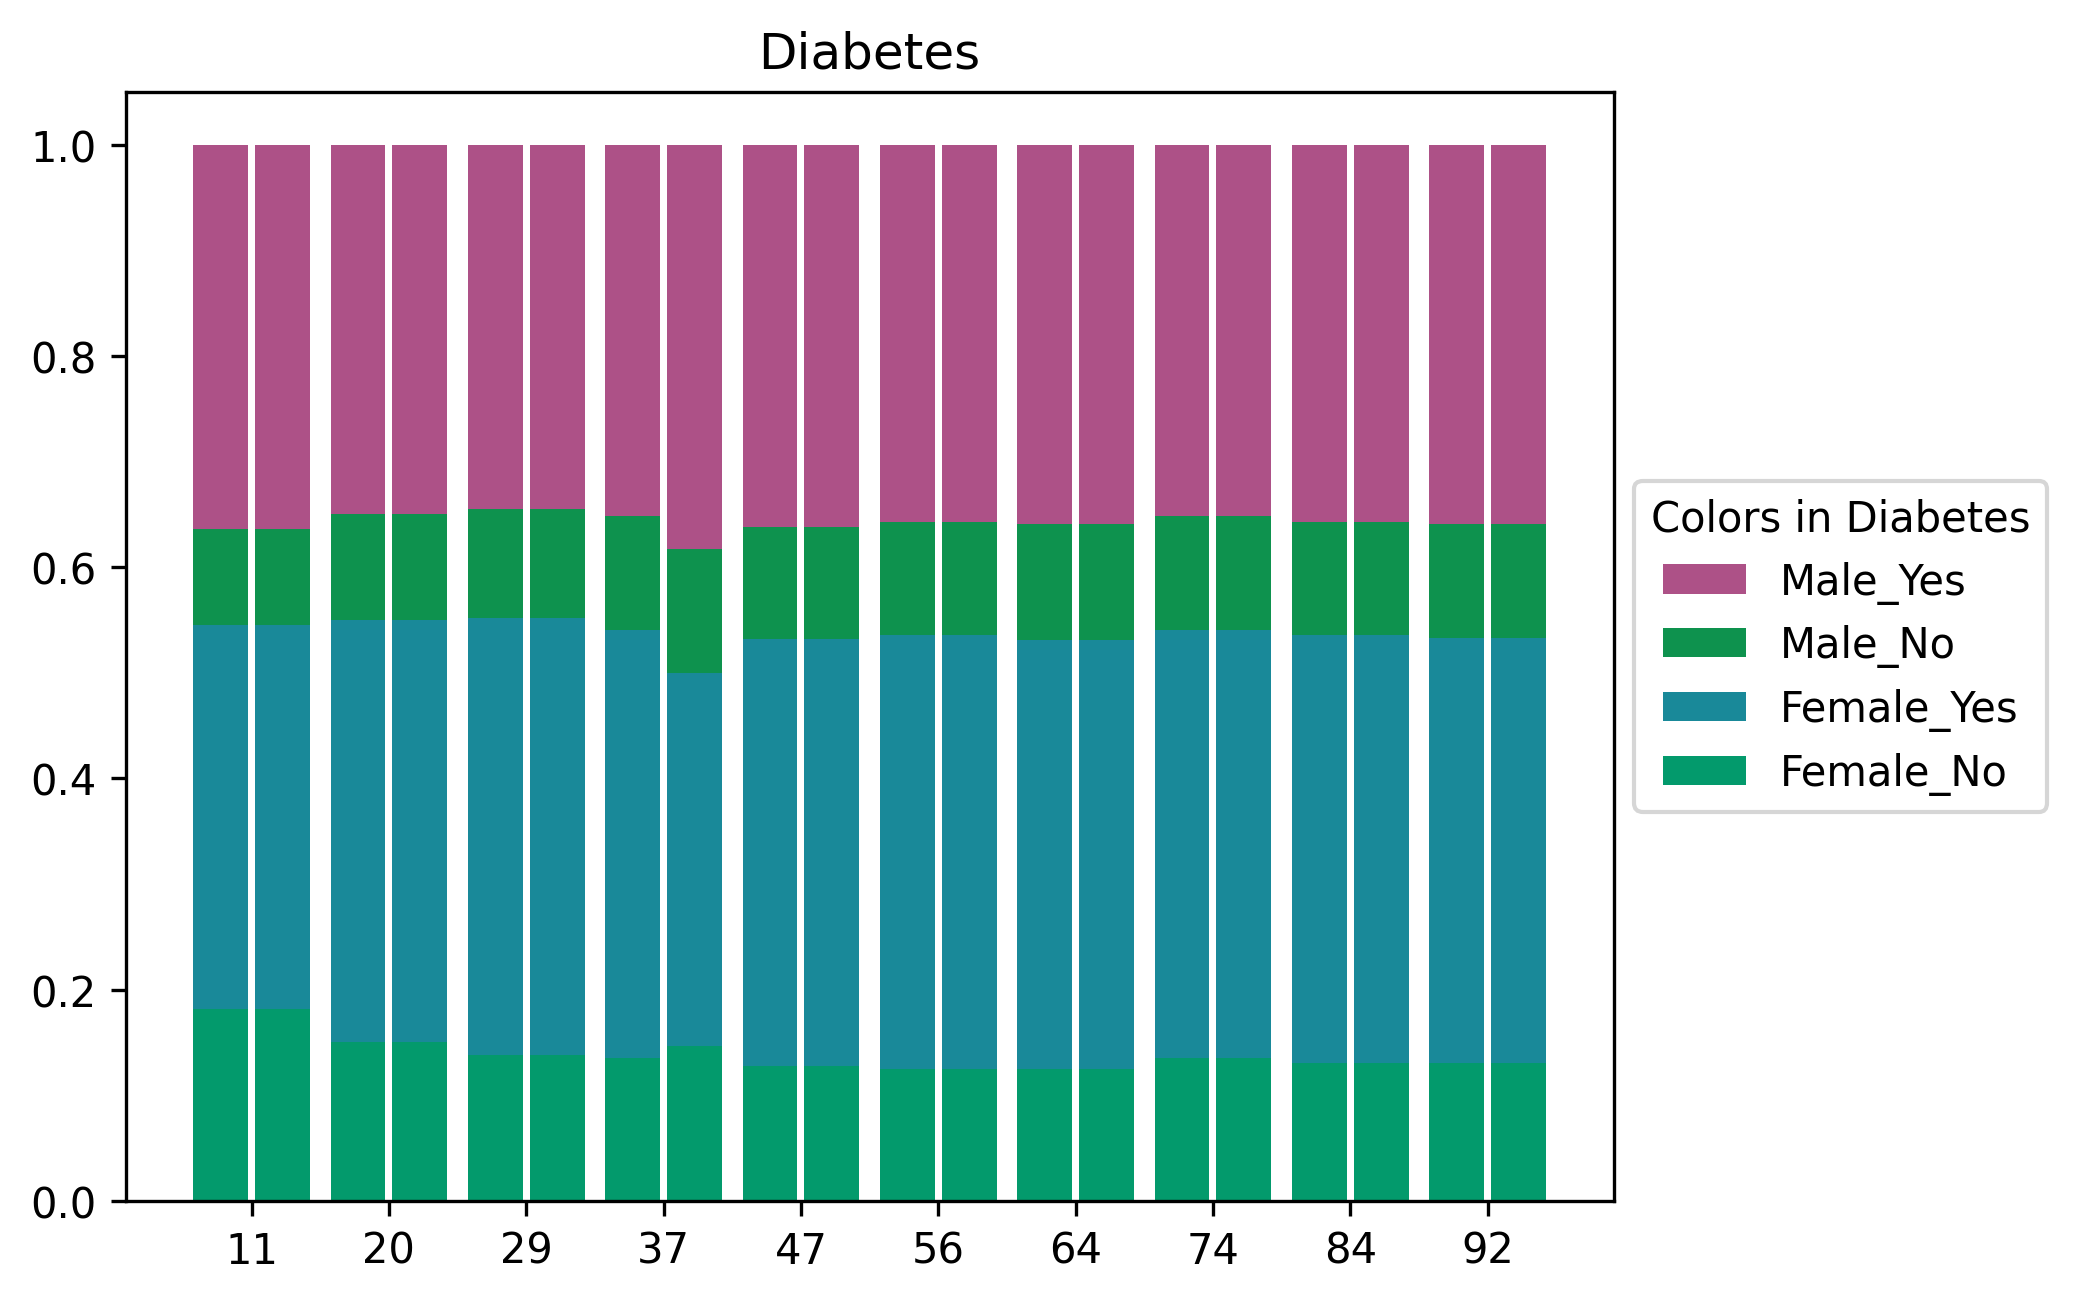 Diabetes
1.0
0.8
0.6
0.4
0.2
0.0
11 20 29 37 47 56 64 74 84 92
Colors in Diabetes
Male_Yes
Male_No
Female_Yes
Female_No